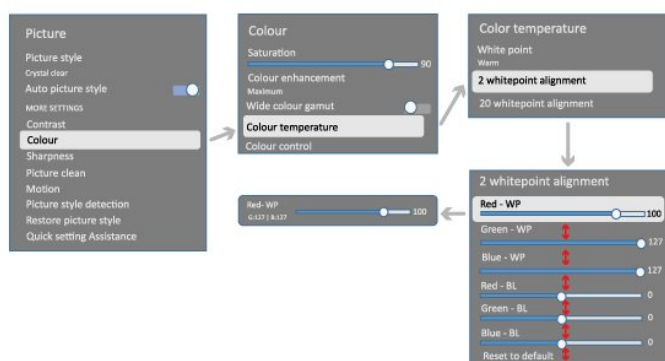 Picture
Picture style
Crystal clear
Auto picture style
MORE SETTINGS
Contrast
Colour
Sharpness
Picture clean
Motion
Picture style detection
Restore picture style
Quick setting Assistance
Colour
Saturation
90
Colour enhancement
Maximum
Wide colour gamut
Colour temperature
Colour control
Color temperature
White point
Warm
2 whitepoint alignment
20 whitepoint alignment
2 whitepoint alignment
Red - WP
100
Green - WP
127
Blue - WP
127
Red - BL
0
Green - BL
0
Blue - BL
0
Reset to default
Red- WP
G:127 | B:127
100